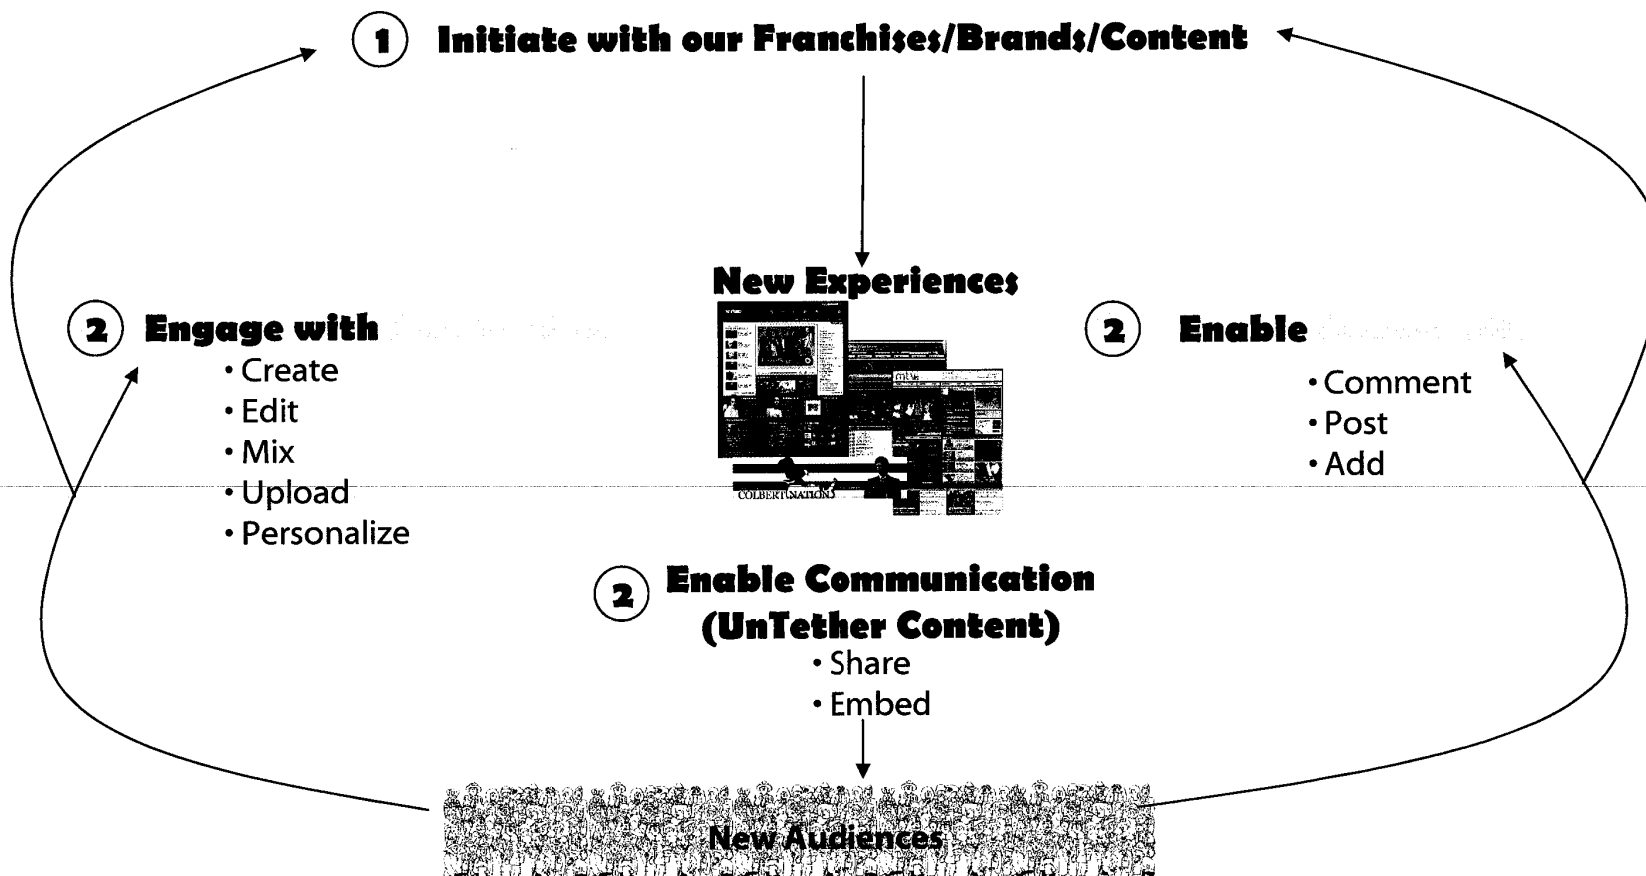 1 Initiate with our Franchises/Brands/Content
New Experiences
2 Engage with
• Create
• Edit
• Mix
• Upload
• Personalize
mtv
COLBERT NATION
2 Enable
• Comment
• Post
• Add
2 Enable Communication
(UnTether Content)
• Share
• Embed
New Audiences